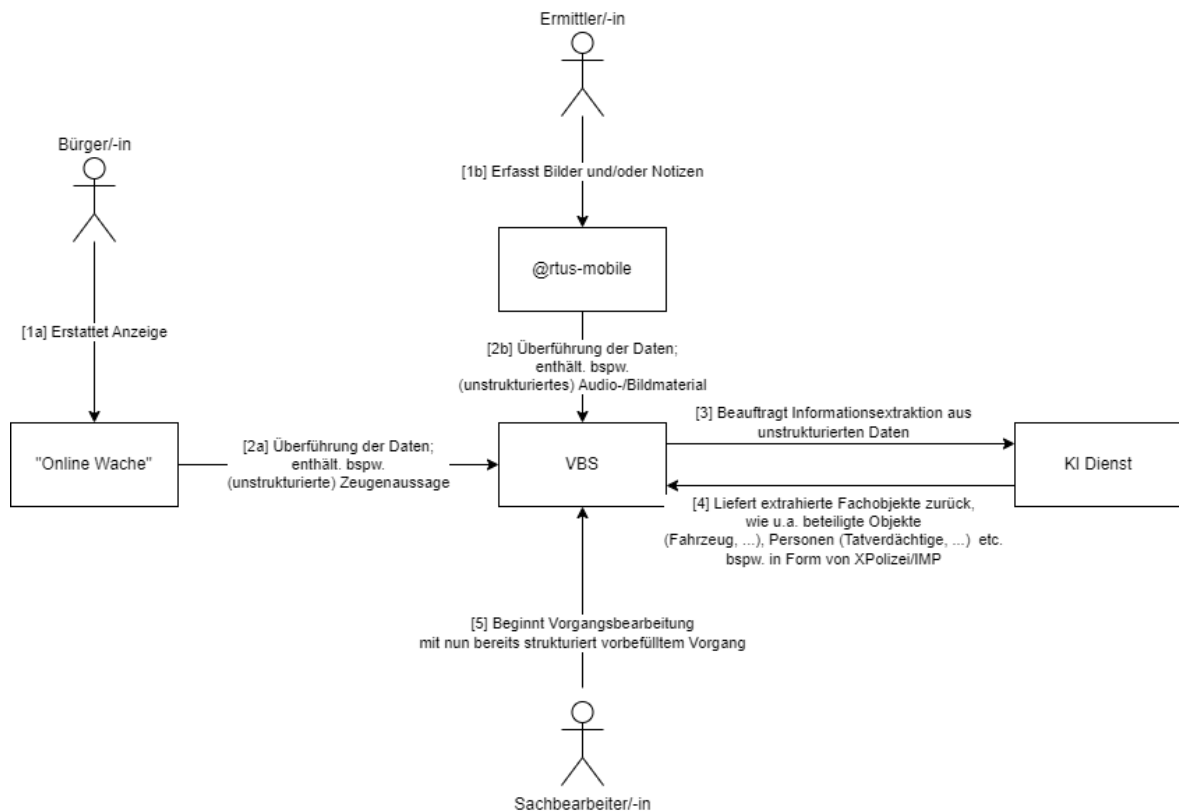 Ermittler/-in
Bürger/-in
[1b] Erfasst Bilder und/oder Notizen
@rtus-mobile
[1a] Erstattet Anzeige
[2b] Überführung der Daten;
enthält. bspw.
(unstrukturiertes) Audio-/Bildmaterial
"Online Wache"
[2a] Überführung der Daten;
enthält. bspw.
(unstrukturierte) Zeugenaussage
VBS
[3] Beauftragt Informationsextraktion aus
unstrukturierten Daten
KI Dienst
[4] Liefert extrahierte Fachobjekte zurück,
wie u.a. beteiligte Objekte
(Fahrzeug, ...), Personen (Tatverdächtige, ...) etc.
bspw. in Form von XPolizei/IMP
[5] Beginnt Vorgangsbearbeitung
mit nun bereits strukturiert vorbefülltem Vorgang
Sachbearbeiter/-in